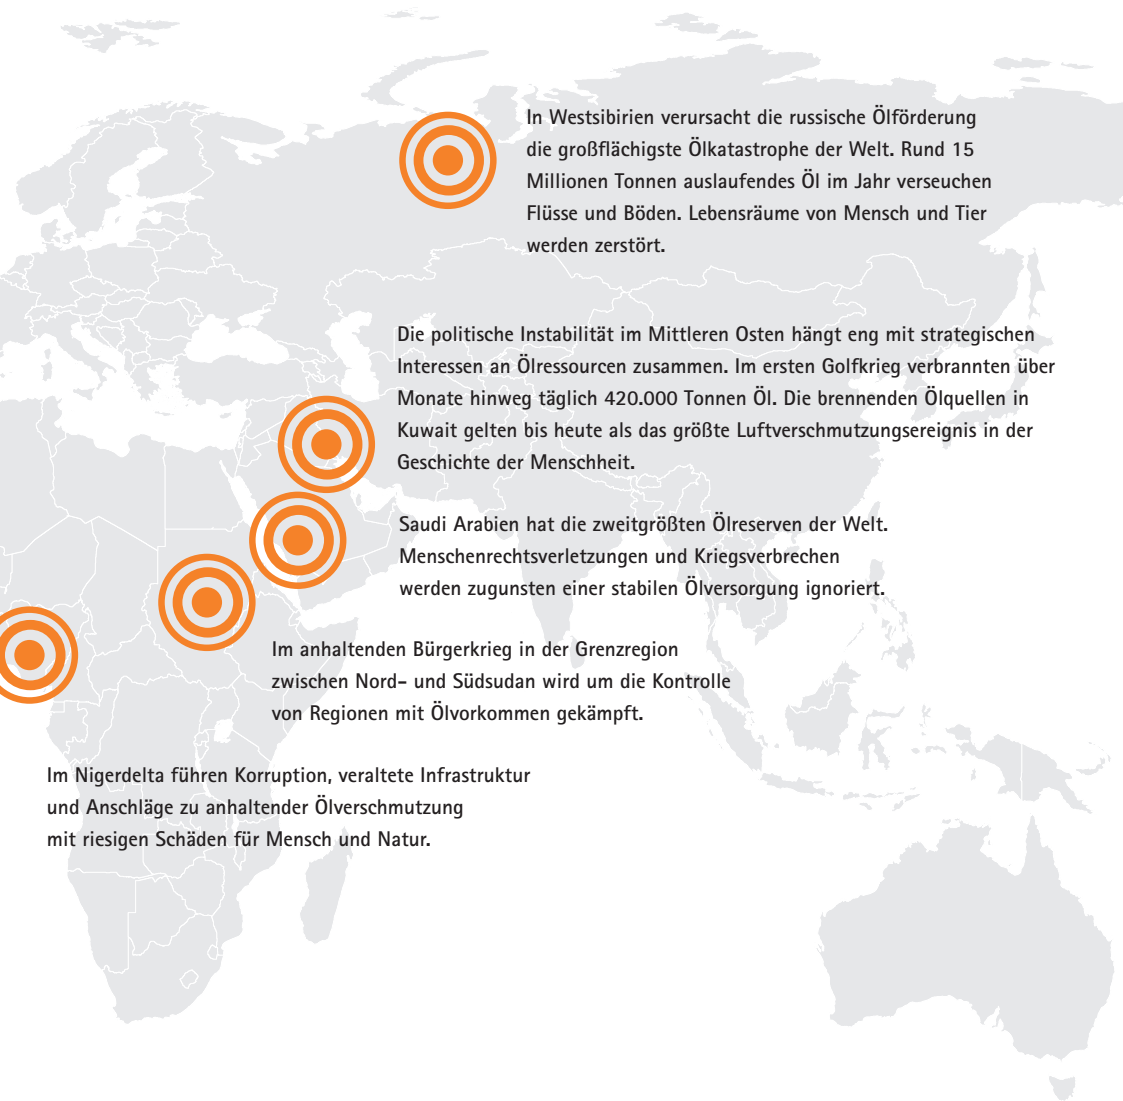 In Westsibirien verursacht die russische Ölförderung
die großflächigste Ölkatastrophe der Welt. Rund 15
Millionen Tonnen auslaufendes Öl im Jahr verseuchen
Flüsse und Böden. Lebensräume von Mensch und Tier
werden zerstört.
Die politische Instabilität im Mittleren Osten hängt eng mit strategischen
Interessen an Ölressourcen zusammen. Im ersten Golfkrieg verbrannten über
Monate hinweg täglich 420.000 Tonnen Öl. Die brennenden Ölquellen in
Kuwait gelten bis heute als das größte Luftverschmutzungsereignis in der
Geschichte der Menschheit.
Saudi Arabien hat die zweitgrößten Ölreserven der Welt.
Menschenrechtsverletzungen und Kriegsverbrechen
werden zugunsten einer stabilen Ölversorgung ignoriert.
Im anhaltenden Bürgerkrieg in der Grenzregion
zwischen Nord- und Südsudan wird um die Kontrolle
von Regionen mit Ölvorkommen gekämpft.
Im Nigerdelta führen Korruption, veraltete Infrastruktur
und Anschläge zu anhaltender Ölverschmutzung
mit riesigen Schäden für Mensch und Natur.